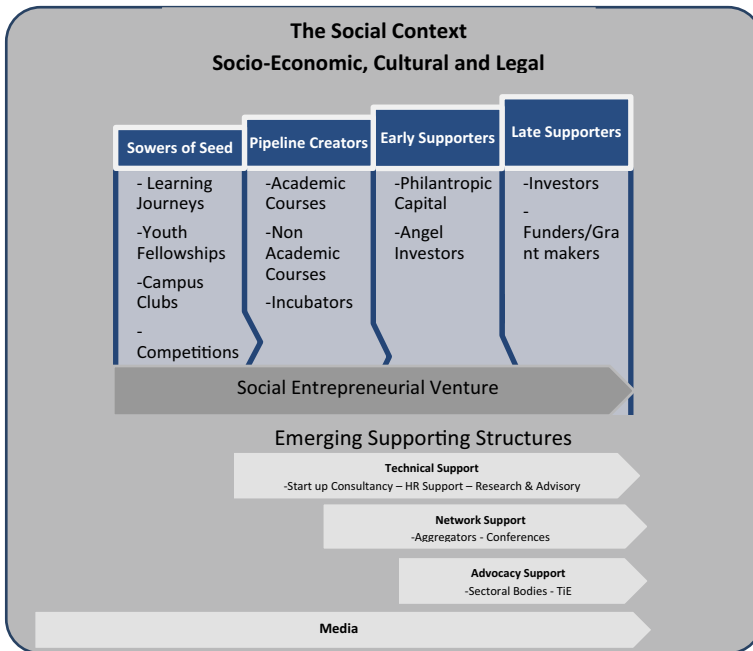 The Social Context
Socio-Economic, Cultural and Legal
Sowers of Seed
- Learning
Journeys
-Youth
Fellowships
-Campus
Clubs
-
Competitions
Pipeline Creators
-Academic
Courses
-Non
Academic
Courses
-Incubators
Early Supporters
-Philantropic
Capital
-Angel
Investors
Late Supporters
-Investors
-
Funders/Gra
nt makers
Social Entrepreneurial Venture
Emerging Supporting Structures
Technical Support
-Start up Consultancy – HR Support – Research & Advisory
Network Support
-Aggregators - Conferences
Advocacy Support
-Sectoral Bodies - TiE
Media